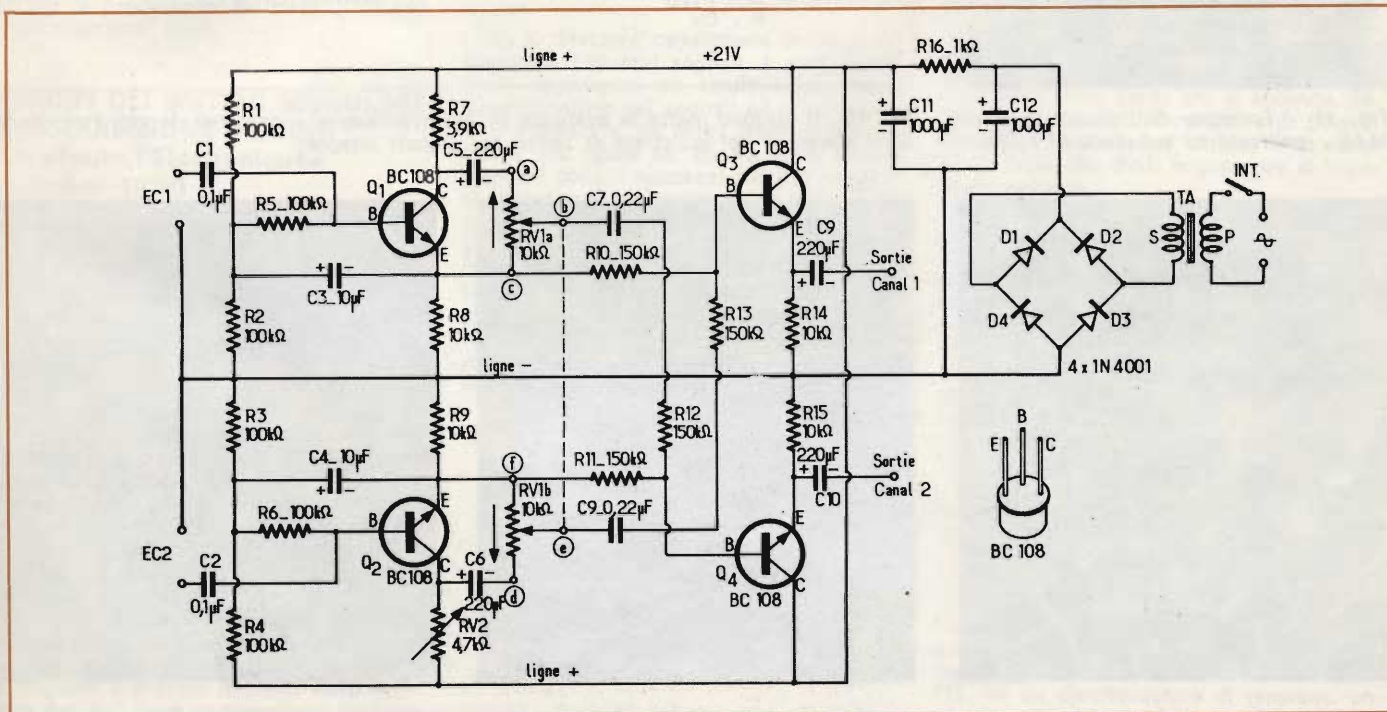 ligne +
+21V
R16_1kΩ
R1
100kΩ
R7
3,9kΩ
C5_220µF
+
-
a
C11
1000µF
+
-
C12
1000µF
+
-
C1
0,1µF
EC1
R5_100kΩ
BC108
Q1
B
C
E
RV1a
10kΩ
b
C7_0,22µF
BC 108
Q3
B
C
E
C9
220µF
+ -
Sortie
Canal 1
INT.
TA
S
P
D1
D2
D4
D3
4 x 1N 4001
+ -
C3_10µF
c
R10_150kΩ
R2
100kΩ
R8
10kΩ
R13
150kΩ
R14
10kΩ
ligne -
R3
100kΩ
R9
10kΩ
R12
150kΩ
R15
10kΩ
C4_10µF
+ -
f
R11_150kΩ
220µF
+ -
C10
Sortie
Canal 2
R6_100kΩ
B
E
C
Q2
BC108
RV1b
10kΩ
C9_0,22µF
e
EC2
C2
0,1µF
C6
+ -
220µF
d
B
E
C
Q4
BC 108
R4
100kΩ
RV2
4,7kΩ
ligne +
B
E
C
BC 108